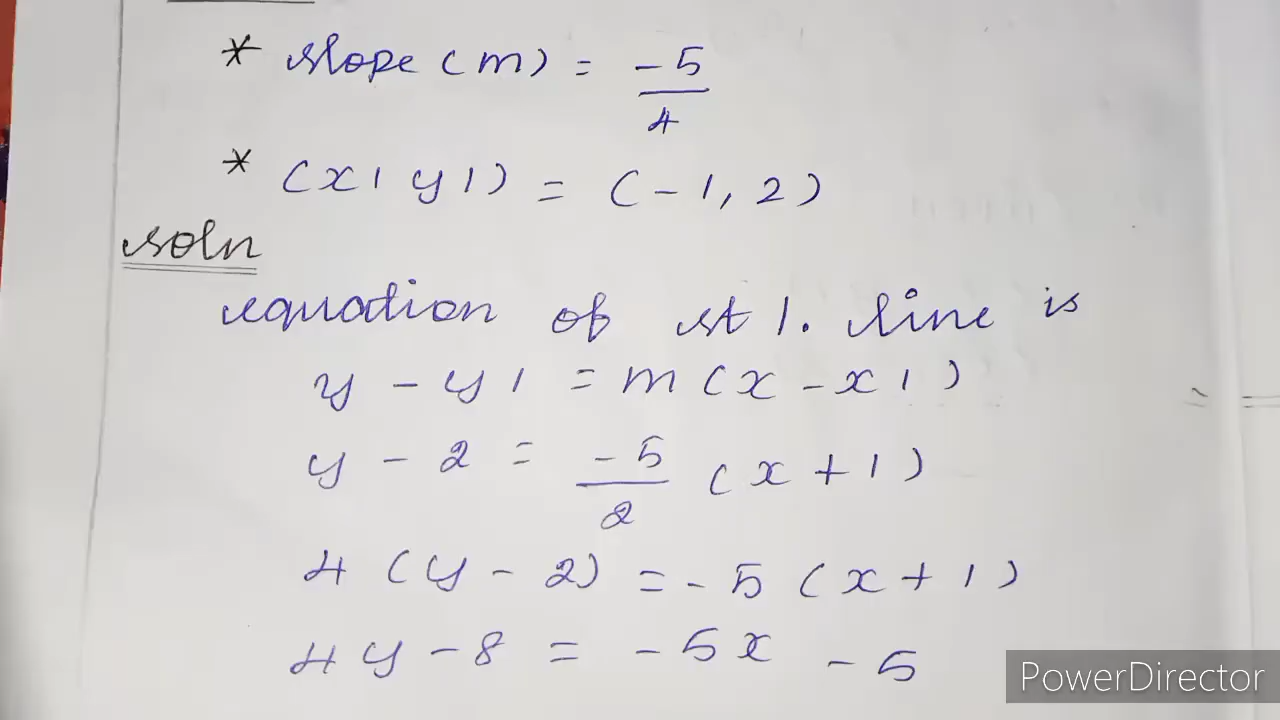 * slope (m) = -5/4
* (x1 y1) = (-1, 2)
soln
equation of st l. line is
y - y1 = m (x - x1)
y - 2 = -5/2 (x + 1)
4 (y - 2) = -5 (x + 1)
4y - 8 = -5x - 5
PowerDirector